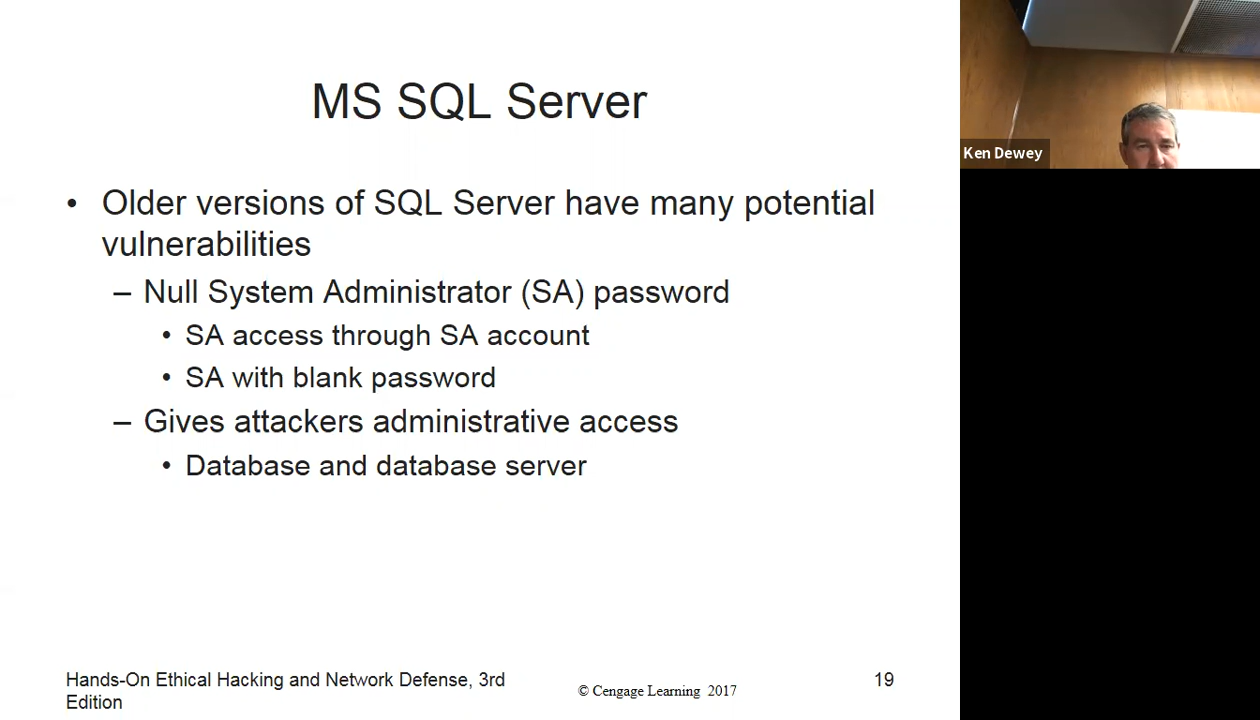 MS SQL Server
• Older versions of SQL Server have many potential
vulnerabilities
– Null System Administrator (SA) password
• SA access through SA account
• SA with blank password
– Gives attackers administrative access
• Database and database server
Hands-On Ethical Hacking and Network Defense, 3rd
Edition
© Cengage Learning 2017
19
Ken Dewey